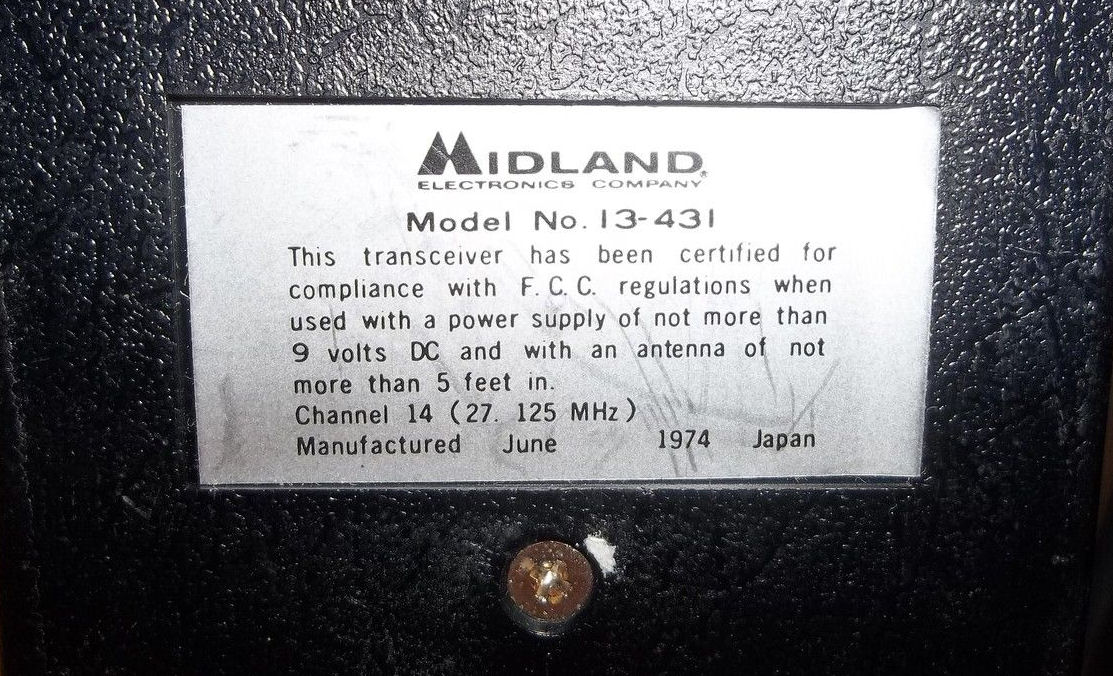 MIDLAND
ELECTRONICS COMPANY
Model No. 13-431
This transceiver has been certified for
compliance with F. C. C. regulations when
used with a power supply of not more than
9 volts DC and with an antenna of not
more than 5 feet in.
Channel 14 (27. 125 MHz)
Manufactured June 1974 Japan